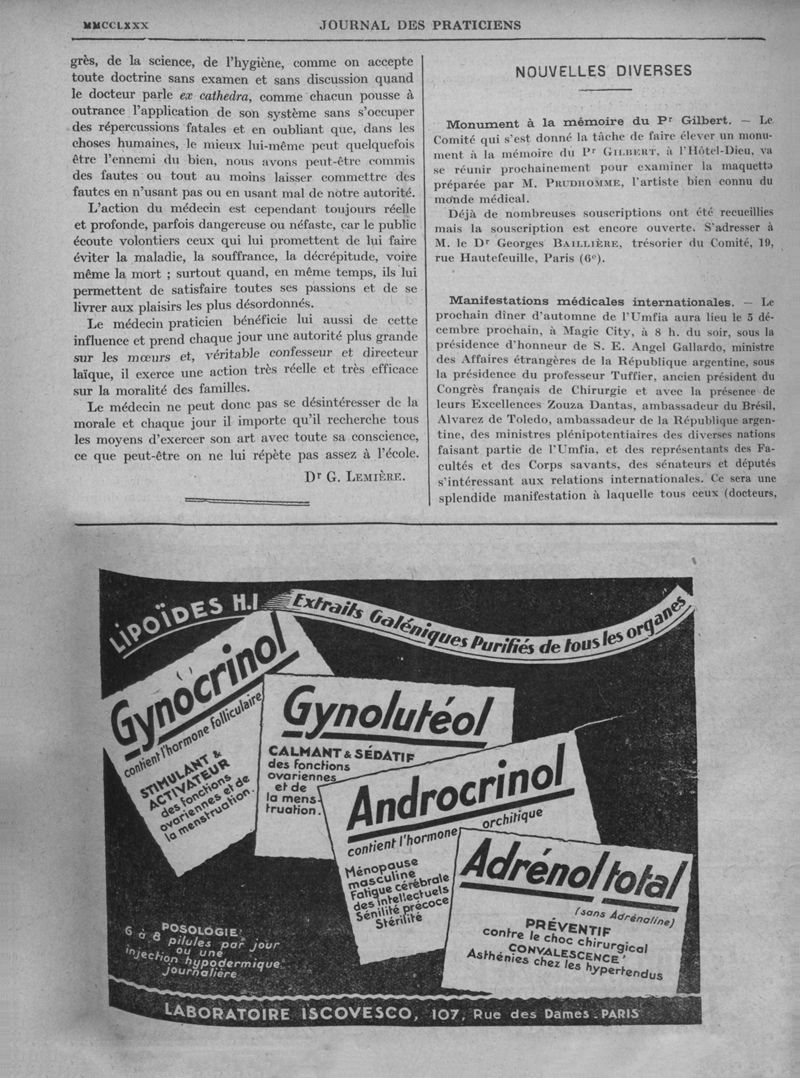 MMCCLXXX
JOURNAL DES PRATICIENS
grès, de la science, de l'hygiène, comme on accepte
toute doctrine sans examen et sans discussion quand
le docteur parle ex cathedra, comme chacun pousse à
outrance l'application de son système sans s'occuper
des répercussions fatales et en oubliant que, dans les
choses humaines, le mieux lui-même peut quelquefois
être l'ennemi du bien, nous avons peut-être commis
des fautes ou tout au moins laisser commettre des
fautes en n'usant pas ou en usant mal de notre autorité.
L'action du médecin est cependant toujours réelle
et profonde, parfois dangereuse ou néfaste, car le public
écoute volontiers ceux qui lui promettent de lui faire
éviter la maladie, la souffrance, la décrépitude, voire
même la mort ; surtout quand, en même temps, ils lui
permettent de satisfaire toutes ses passions et de se
livrer aux plaisirs les plus désordonnés.
Le médecin praticien bénéficie lui aussi de cette
influence et prend chaque jour une autorité plus grande
sur les mœurs et, véritable confesseur et directeur
laïque, il exerce une action très réelle et très efficace
sur la moralité des familles.
Le médecin ne peut donc pas se désintéresser de la
morale et chaque jour il importe qu'il recherche tous
les moyens d'exercer son art avec toute sa conscience,
ce que peut-être on ne lui répète pas assez à l'école.
Dr G. LEMIÈRE.
NOUVELLES DIVERSES
Monument à la mémoire du Pr Gilbert. — Le
Comité qui s'est donné la tâche de faire élever un monu-
ment à la mémoire du Pr GILBERT, à l'Hôtel-Dieu, va
se réunir prochainement pour examiner la maquette
préparée par M. PRUDHOMME, l'artiste bien connu du
monde médical.
Déjà de nombreuses souscriptions ont été recueillies
mais la souscription est encore ouverte. S'adresser à
M. le Dr Georges BAILLIÈRE, trésorier du Comité, 19,
rue Hautefeuille, Paris (6e).
Manifestations médicales internationales. — Le
prochain dîner d'automne de l'Umfia aura lieu le 5 dé-
cembre prochain, à Magic City, à 8 h. du soir, sous la
présidence d'honneur de S. E. Angel Gallardo, ministre
des Affaires étrangères de la République argentine, sous
la présidence du professeur Tuffier, ancien président du
Congrès français de Chirurgie et avec la présence de
leurs Excellences Zouza Dantas, ambassadeur du Brésil,
Alvarez de Toledo, ambassadeur de la République argen-
tine, des ministres plénipotentiaires des diverses nations
faisant partie de l'Umfia, et des représentants des Fa-
cultés et des Corps savants, des sénateurs et députés
s'intéressant aux relations internationales. Ce sera une
splendide manifestation à laquelle tous ceux (docteurs,
LIPOÏDES H.I
Extraits Galéniques Purifiés de tous les organes
Gynocrinol
contient l'hormone folliculaire
STIMULANT &
ACTIVATEUR
des fonctions
ovariennes et de
la menstruation.
Gynolutéol
CALMANT & SÉDATIF
des fonctions
ovariennes
et de
la mens-
truation.
Androcrinol
contient l'hormone orchitique
Ménopause
masculine
Fatigue cérébrale
des intellectuels
Sénilité précoce
Stérilité
Adrénol total
(sans Adrénaline)
PRÉVENTIF
contre le choc chirurgical
CONVALESCENCE
Asthénies chez les hypertendus
POSOLOGIE
6 à 8 pilules par jour
ou une
injection hypodermique
journalière
LABORATOIRE ISCOVESCO, 107, Rue des Dames - PARIS